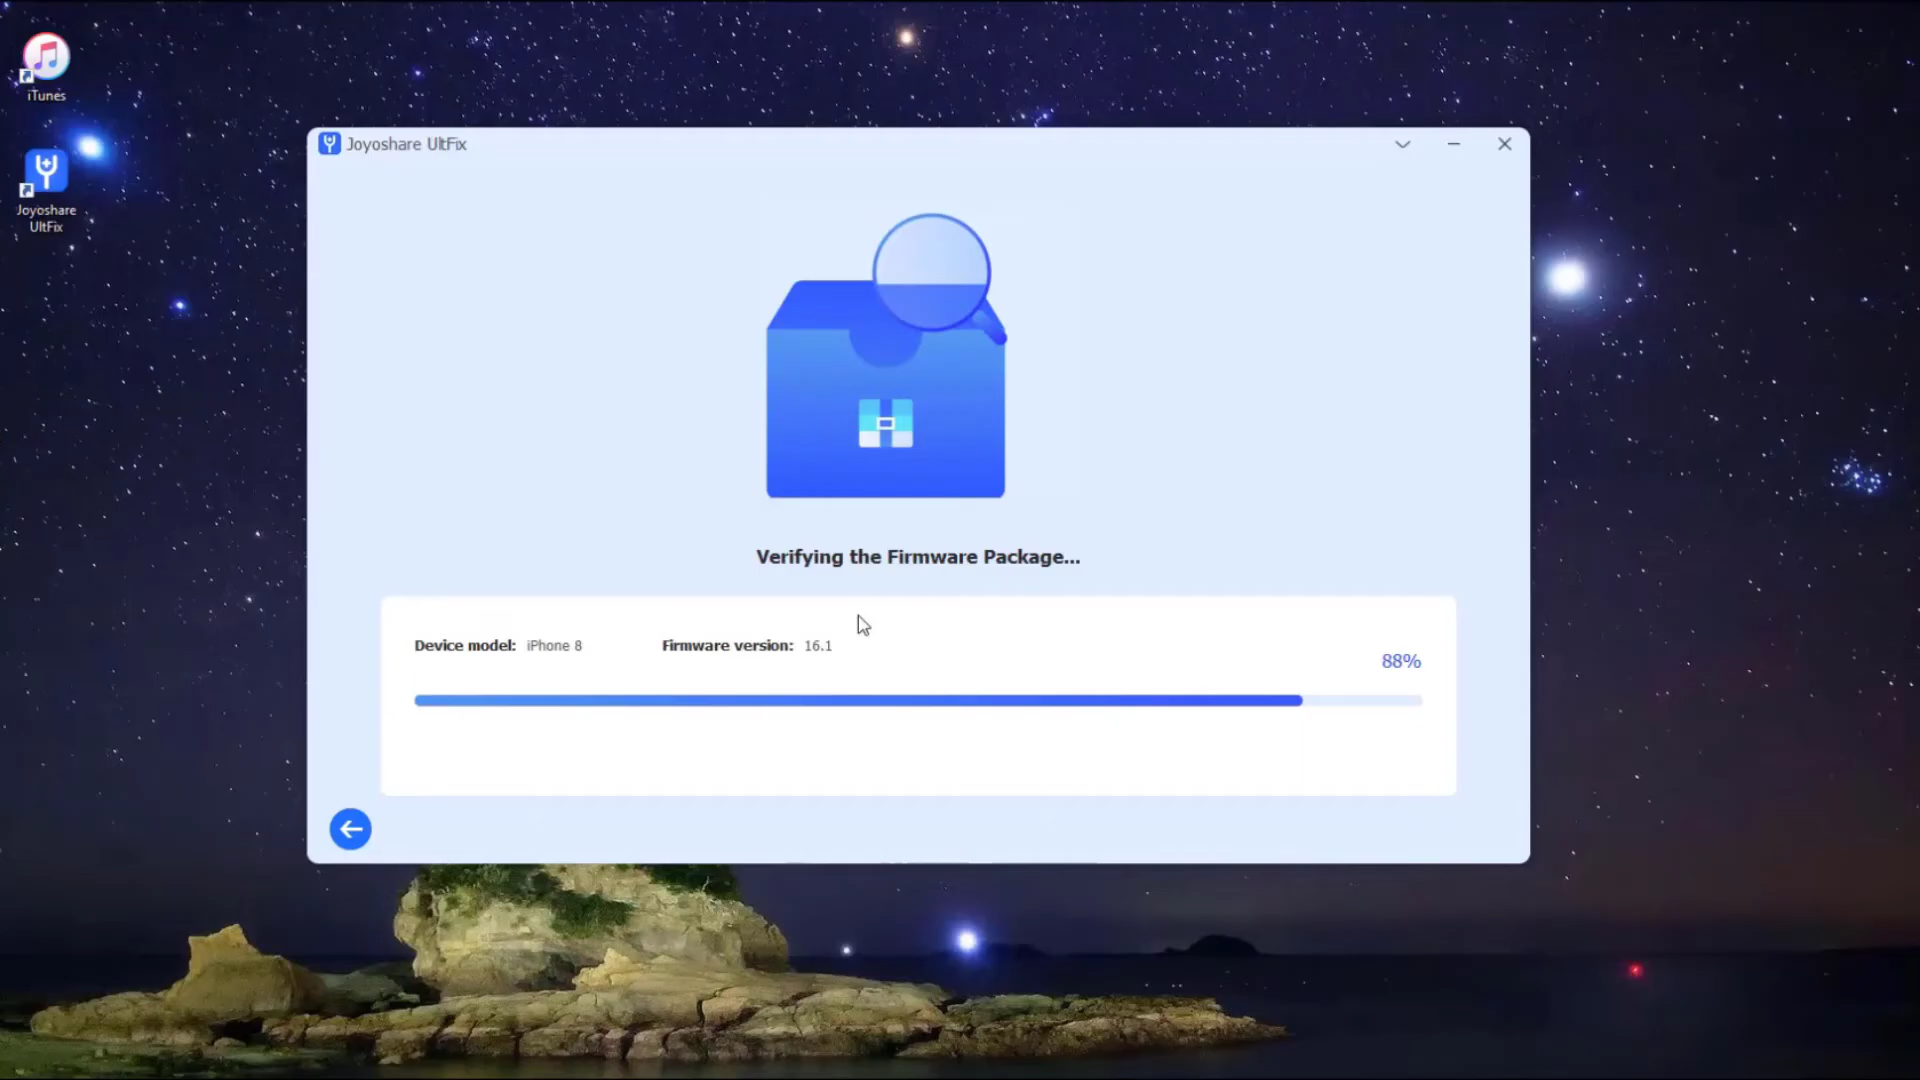 iTunes
Joyoshare
UltFix
Joyoshare UltFix
Verifying the Firmware Package...
Device model: iPhone 8 Firmware version: 16.1
88%